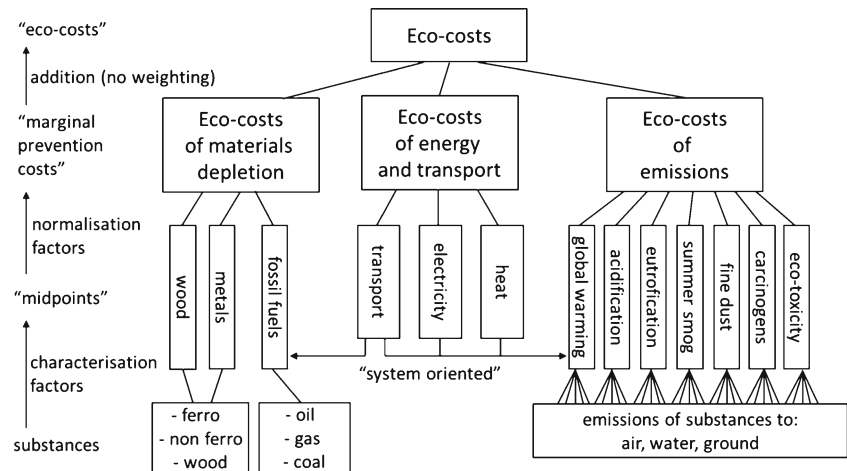 “eco-costs”
addition (no weighting)
“marginal
prevention
costs”
normalisation
factors
“midpoints”
characterisation
factors
substances
Eco-costs
Eco-costs
of materials
depletion
Eco-costs
of energy
and transport
Eco-costs
of
emissions
wood
metals
fossil fuels
transport
electricity
heat
global warming
acidification
eutrofication
summer smog
fine dust
carcinogens
eco-toxicity
“system oriented”
- ferro
- non ferro
- wood
- oil
- gas
- coal
emissions of substances to:
air, water, ground